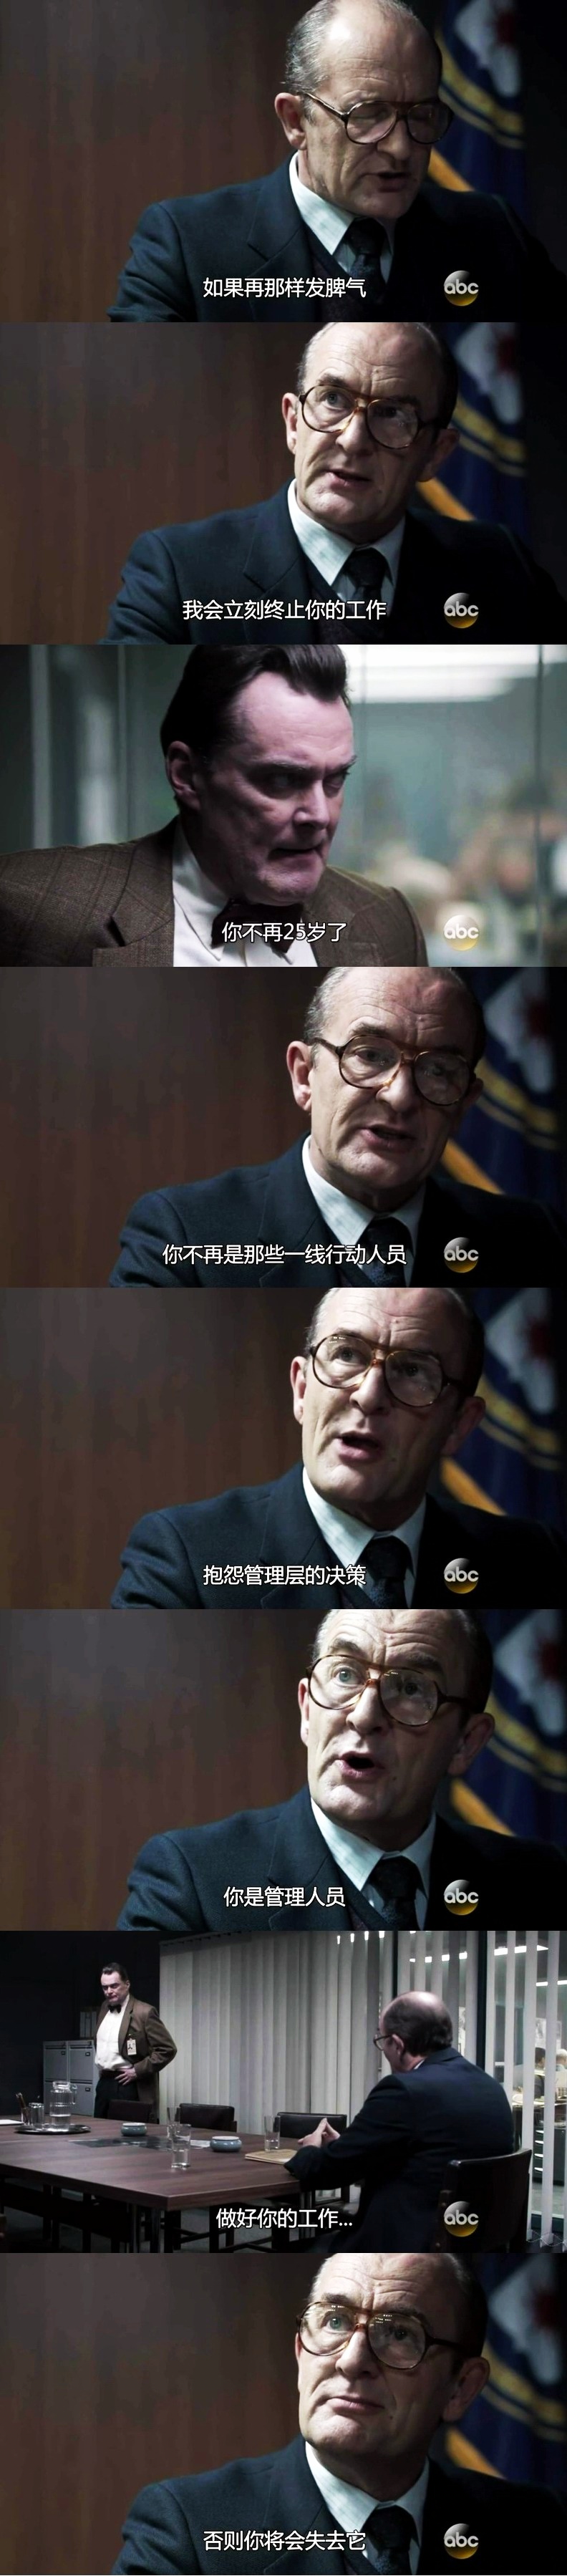 如果再那样发脾气
abc
我会立刻终止你的工作
abc
你不再25岁了
abc
你不再是那些一线行动人员
abc
抱怨管理层的决策
abc
你是管理人员
abc
做好你的工作...
abc
否则你将会失去它
abc